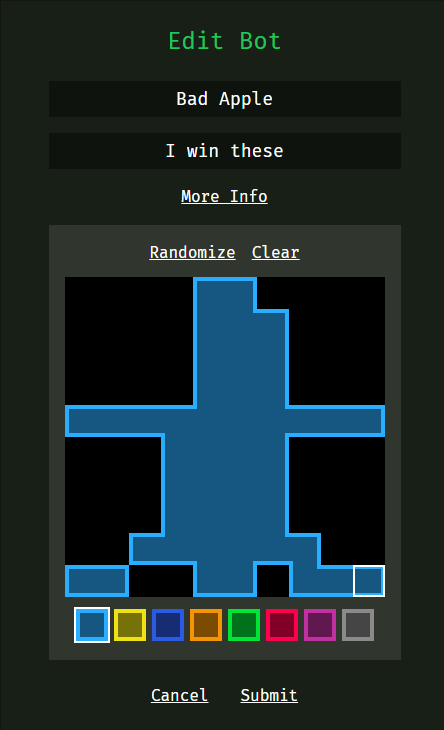 Edit Bot
Bad Apple
I win these
More Info
Randomize Clear
Cancel Submit